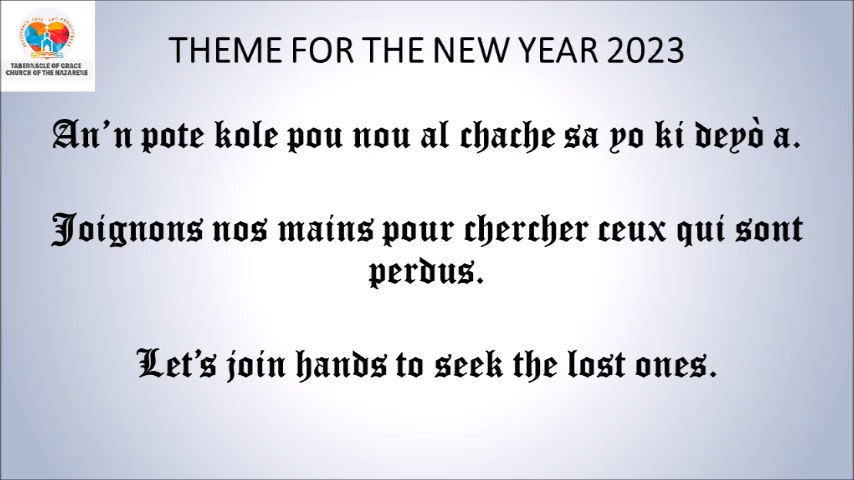 TABERNACLE OF GRACE
CHURCH OF THE NAZARENE
THEME FOR THE NEW YEAR 2023
An'n pote kole pou nou al chache sa yo ki deyò a.
Joignons nos mains pour chercher ceux qui sont
perdus.
Let's join hands to seek the lost ones.